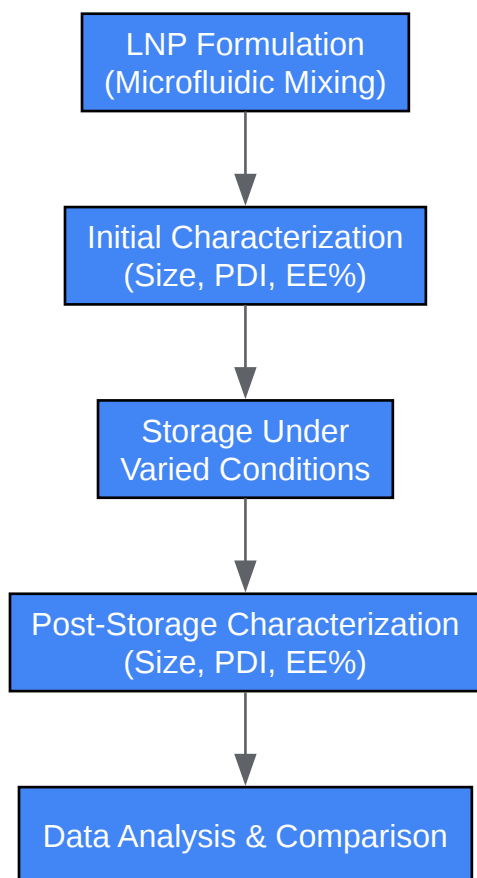 LNP Formulation
(Microfluidic Mixing)
Initial Characterization
(Size, PDI, EE%)
Storage Under
Varied Conditions
Post-Storage Characterization
(Size, PDI, EE%)
Data Analysis & Comparison